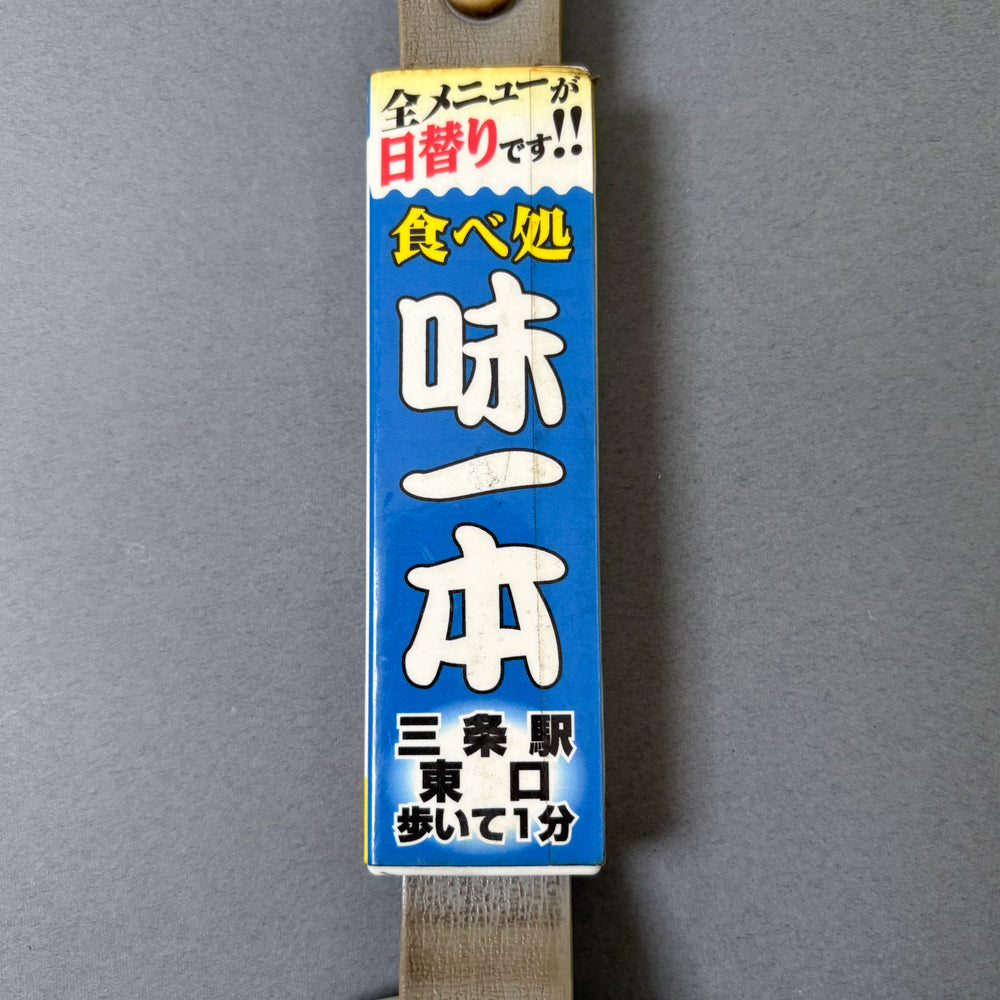 全メニューが
日替りです!!
食べ処
味一本
三条駅
東口
歩いて1分